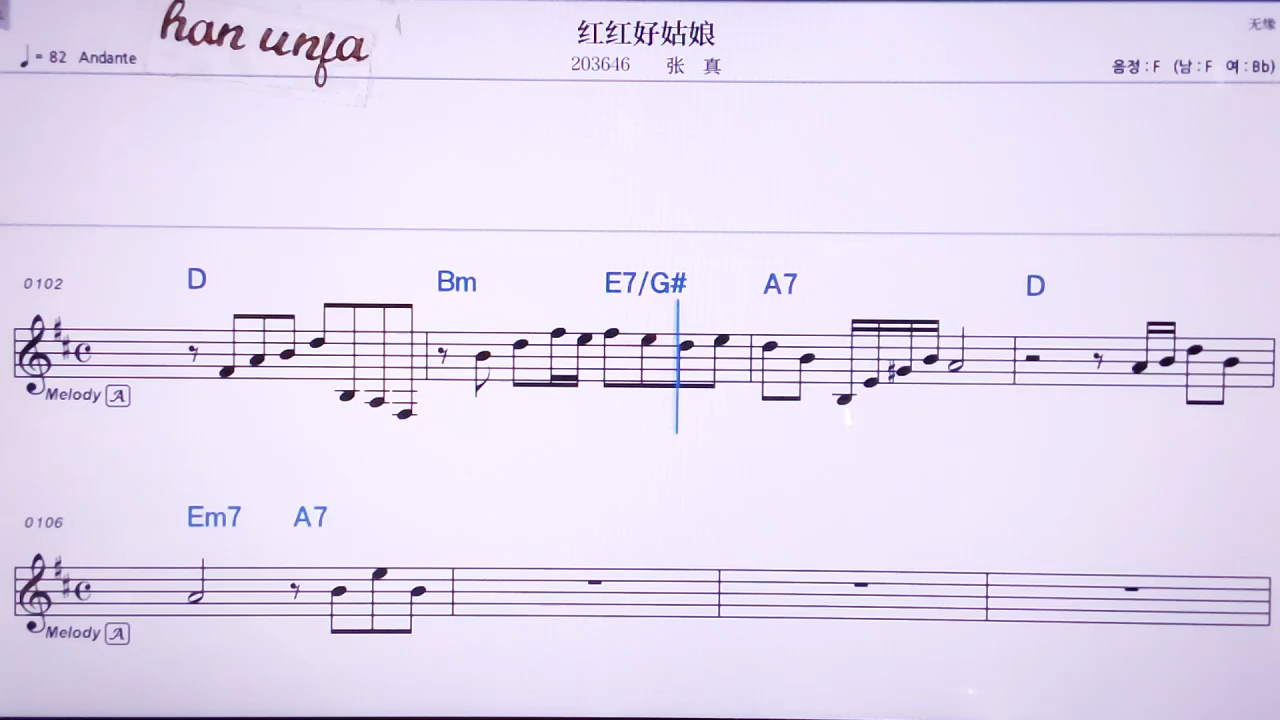 han unfa
红红好姑娘
无缘
♩= 82 Andante
203646 张 真
음정 : F (남 : F 여 : Bb)
0102 D Bm E7/G# A7 D
Melody A
0106 Em7 A7
Melody A